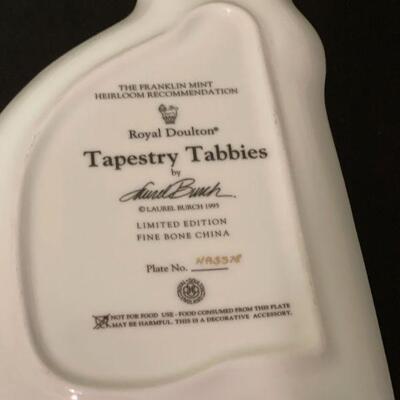 THE FRANKLIN MINT
HEIRLOOM RECOMMENDATION
Royal Doulton®
Tapestry Tabbies
by
Laurel Burch
© LAUREL BURCH 1995
LIMITED EDITION
FINE BONE CHINA
Plate No. HA3378
NOT FOR FOOD USE - FOOD CONSUMED FROM THIS PLATE
MAY BE HARMFUL. THIS IS A DECORATIVE ACCESSORY.